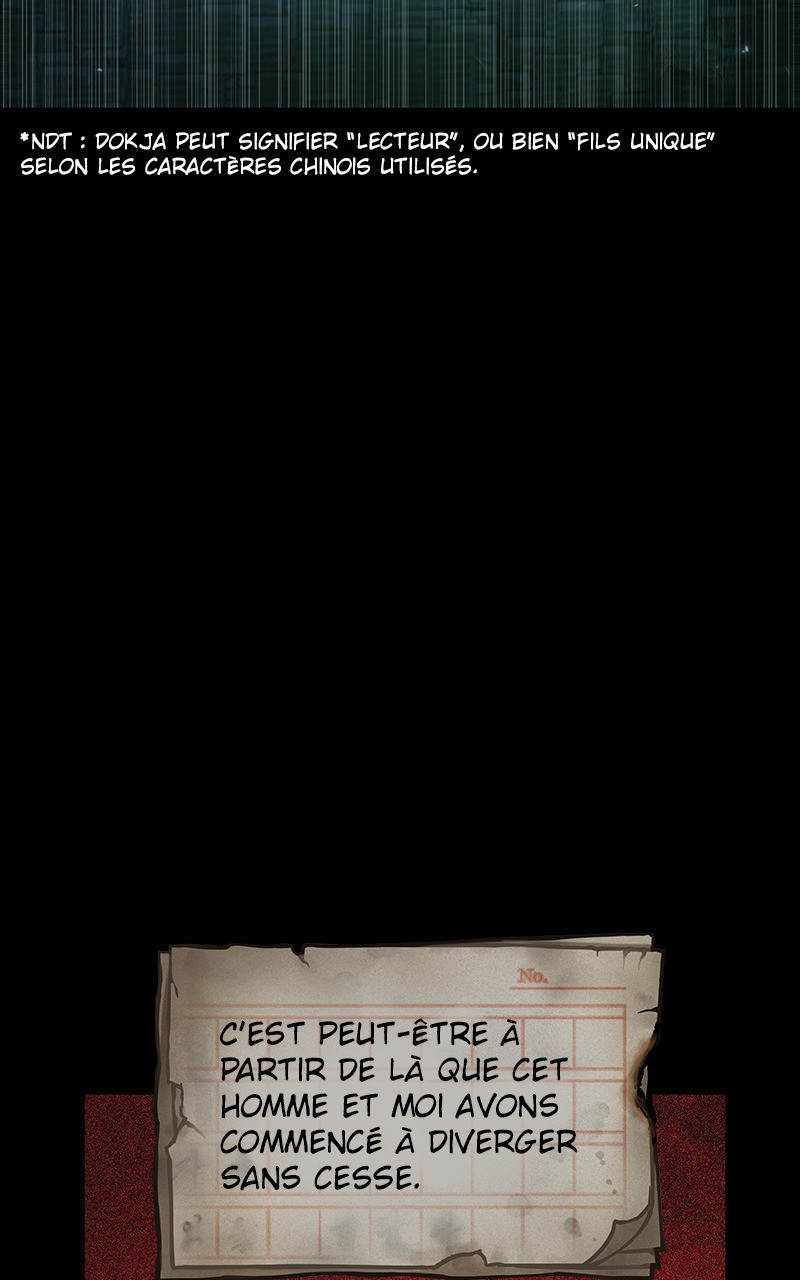 *NDT : DOKJA PEUT SIGNIFIER "LECTEUR", OU BIEN "FILS UNIQUE"
SELON LES CARACTÈRES CHINOIS UTILISÉS.
No.
C'EST PEUT-ÊTRE À
PARTIR DE LÀ QUE CET
HOMME ET MOI AVONS
COMMENCÉ À DIVERGER
SANS CESSE.